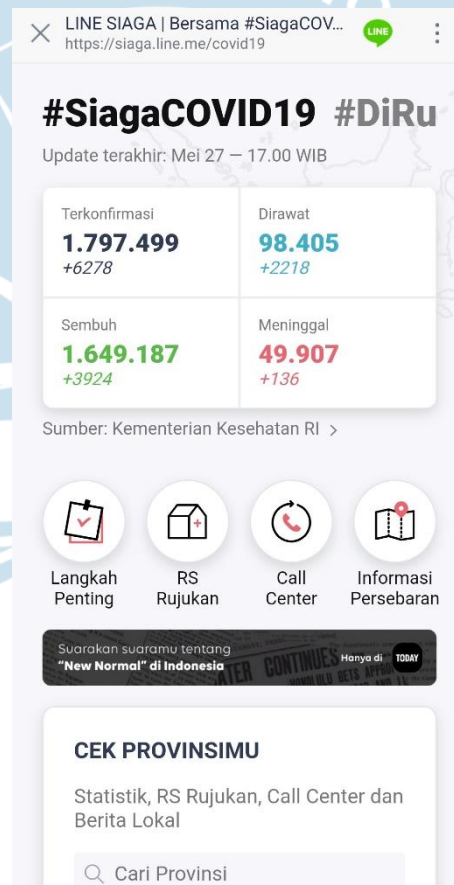 LINE SIAGA | Bersama #SiagaCOV...
https://siaga.line.me/covid19
LINE
#SiagaCOVID19 #DiRu
Update terakhir: Mei 27 — 17.00 WIB
Terkonfirmasi
1.797.499
+6278
Dirawat
98.405
+2218
Sembuh
1.649.187
+3924
Meninggal
49.907
+136
Sumber: Kementerian Kesehatan RI >
Langkah
Penting
RS
Rujukan
Call
Center
Informasi
Persebaran
Suarakan suaramu tentang
"New Normal" di Indonesia
Hanya di
TODAY
CONTINUES
HONOLULU
CEK PROVINSIMU
Statistik, RS Rujukan, Call Center dan
Berita Lokal
Cari Provinsi